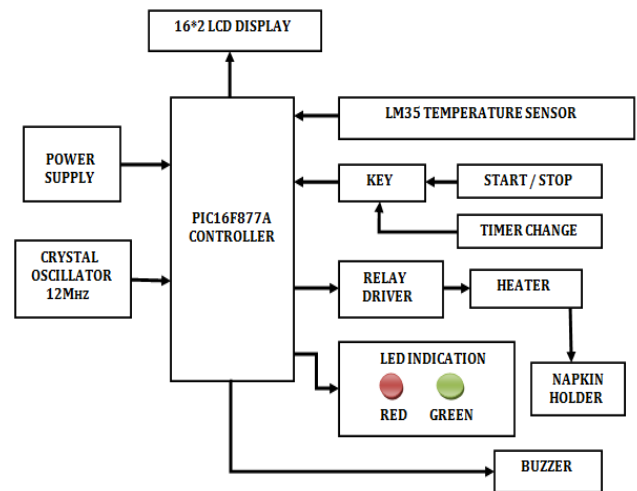 16*2 LCD DISPLAY
LM35 TEMPERATURE SENSOR
POWER
SUPPLY
KEY
START / STOP
PIC16F877A
CONTROLLER
TIMER CHANGE
CRYSTAL
OSCILLATOR
12MHZ
RELAY
DRIVER
HEATER
LED INDICATION
RED GREEN
NAPKIN
HOLDER
BUZZER